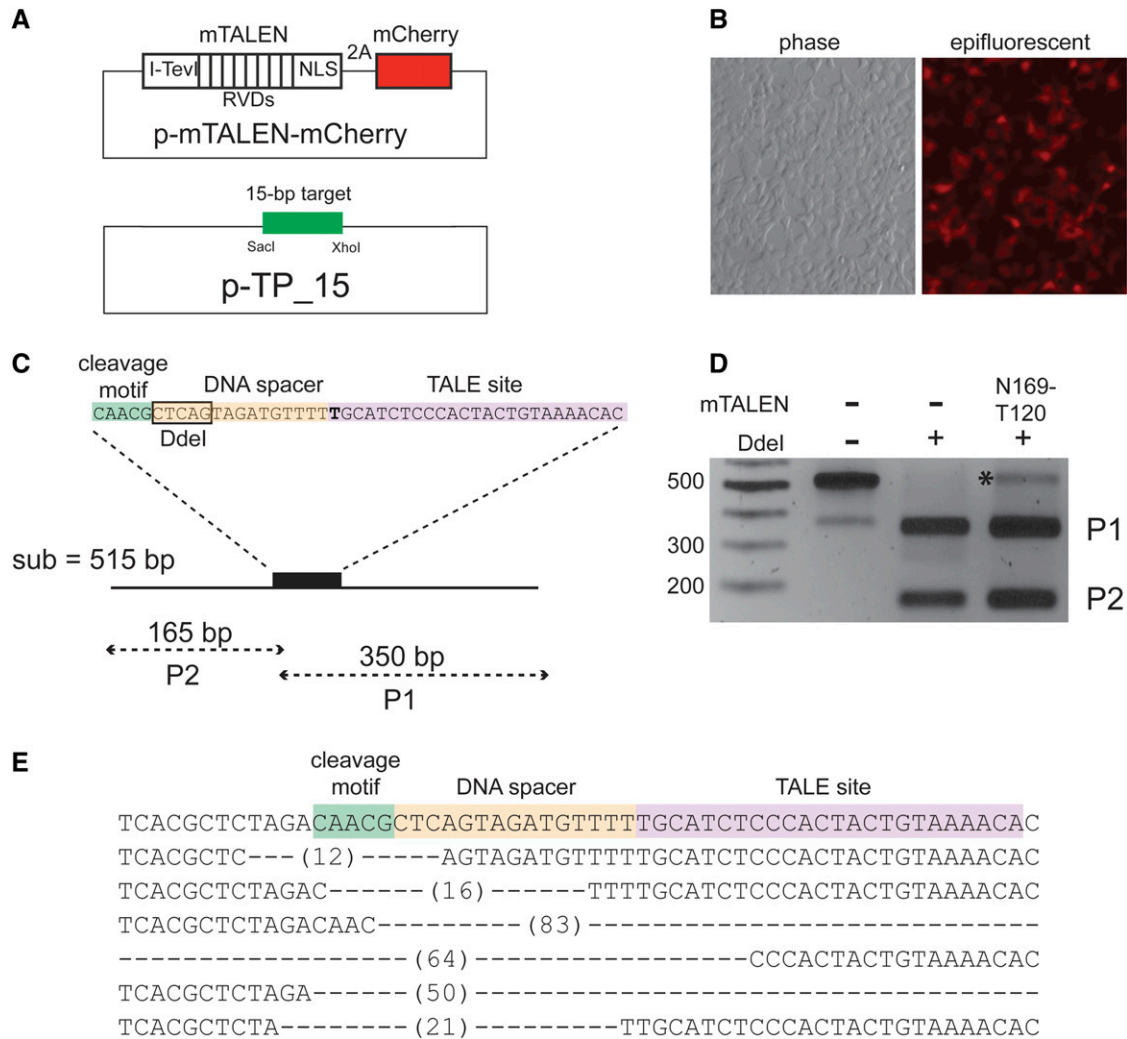 A
mTALEN
2A
mCherry
I-TevI
NLS
RVDs
p-mTALEN-mCherry
15-bp target
SacI
XhoI
p-TP_15
B
phase
epifluorescent
C
cleavage
motif
DNA spacer
TALE site
CAACGCTCAGTAGATGTTTTTGCATCTCCCACTACTGTAAAACAC
DdeI
sub = 515 bp
165 bp
P2
350 bp
P1
D
mTALEN - - N169-T120
DdeI - + +
500
300
200
*
P1
P2
E
cleavage
motif
DNA spacer
TALE site
TCACGCTCTAGACAACGCTCAGTAGATGTTTTTGCATCTCCCACTACTGTAAAACAC
TCACGCTC---(12)------AGTAGATGTTTTTGCATCTCCCACTACTGTAAAACAC
TCACGCTCTAGAC-------(16)-------TTTTGCATCTCCCACTACTGTAAAACAC
TCACGCTCTAGACAAC---------(83)----------------------------
-------------------(64)------------------CCCACTACTGTAAAACAC
TCACGCTCTAGA-------(50)-----------------------------------
TCACGCTCTA---------(21)----------TTGCATCTCCCACTACTGTAAAACAC